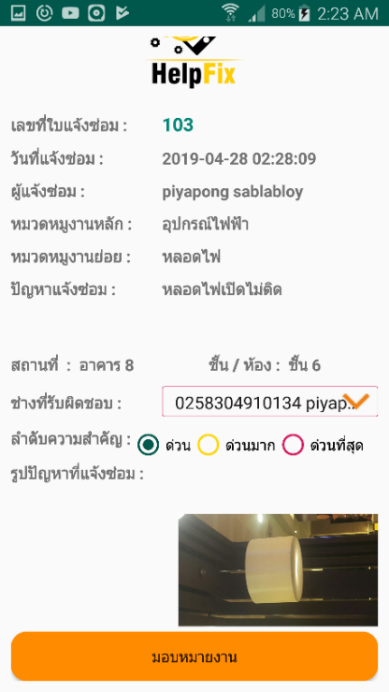 80% 2:23 AM
HelpFix
เลขที่ใบแจ้งซ่อม : 103
วันที่แจ้งซ่อม : 2019-04-28 02:28:09
ผู้แจ้งซ่อม : piyapong sablabloy
หมวดหมูงานหลัก : อุปกรณ์ไฟฟ้า
หมวดหมูงานย่อย : หลอดไฟ
ปัญหาแจ้งซ่อม : หลอดไฟเปิดไม่ติด
สถานที่ : อาคาร 8 ชั้น / ห้อง : ชั้น 6
ช่างที่รับผิดชอบ : 0258304910134 piyap...
ลำดับความสำคัญ : ด่วน ด่วนมาก ด่วนที่สุด
รูปปัญหาที่แจ้งซ่อม :
มอบหมายงาน